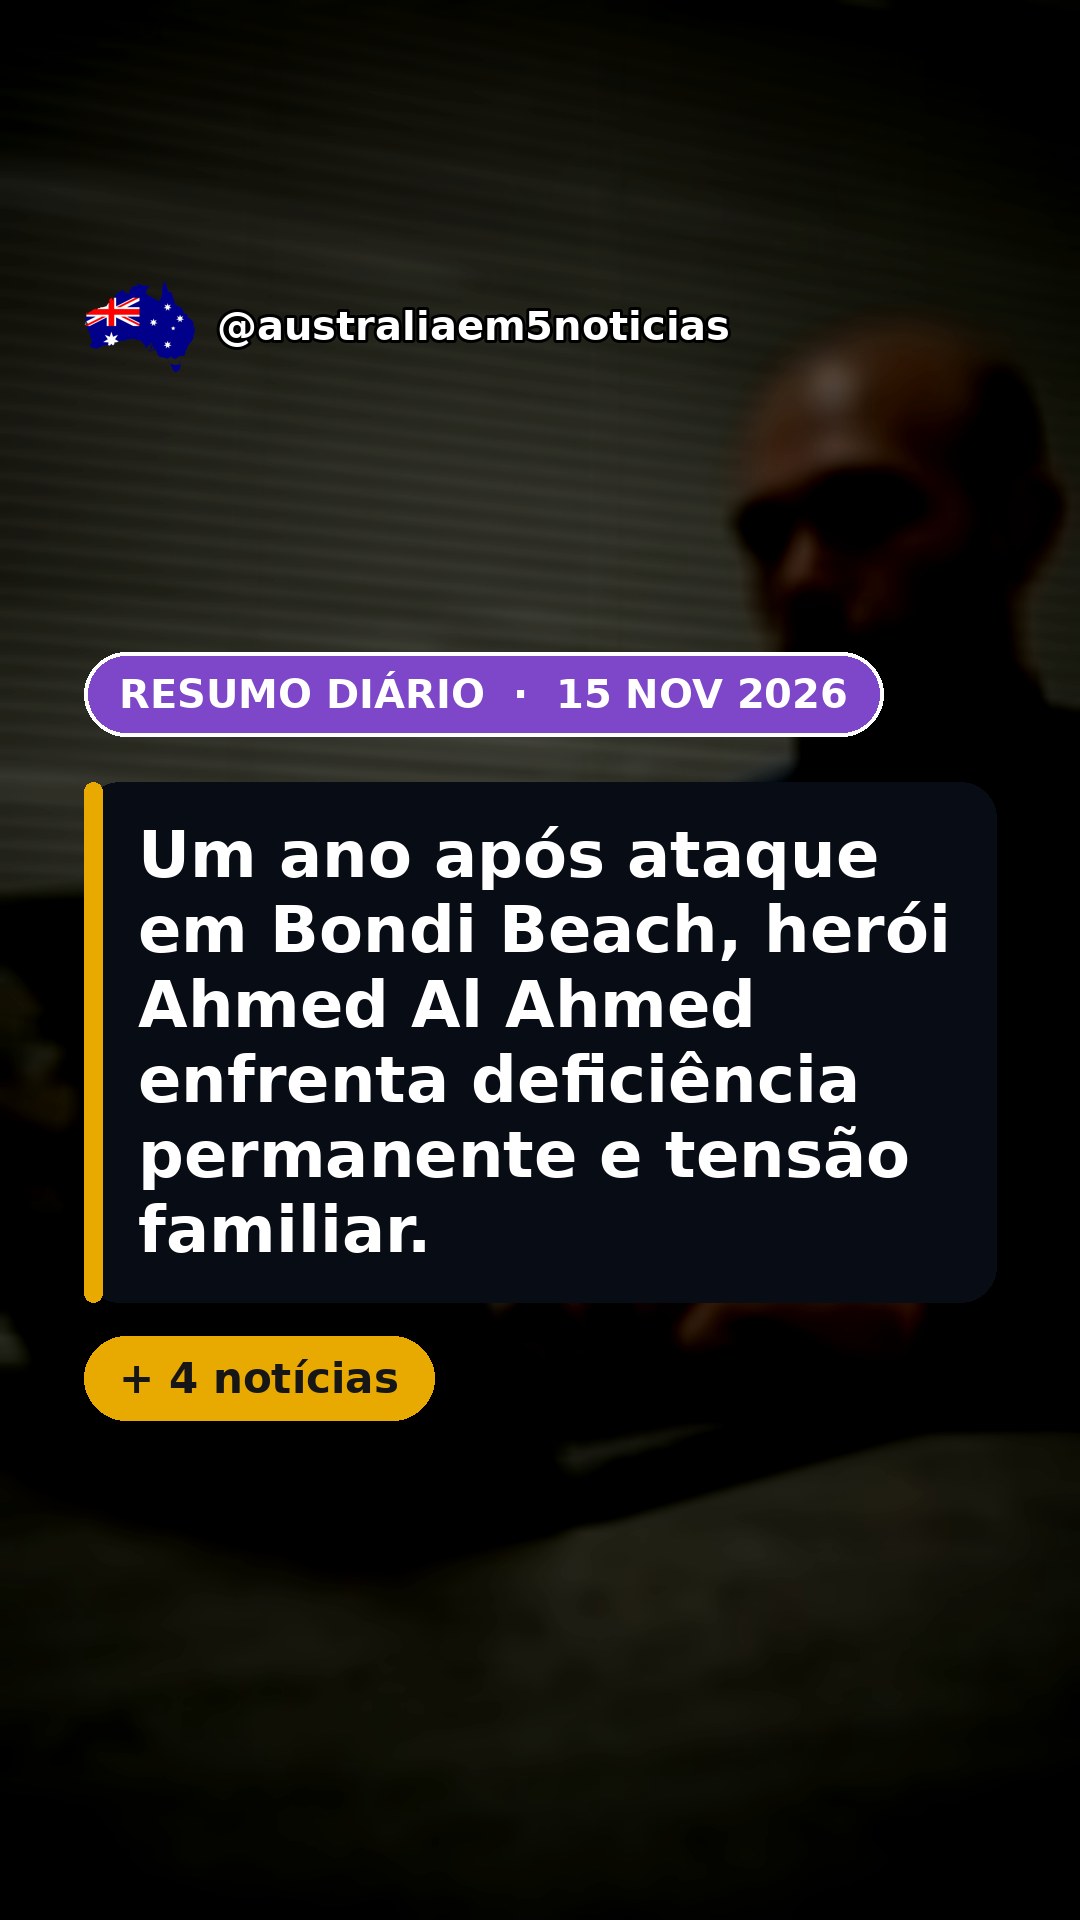 @australiaem5noticias
RESUMO DIÁRIO · 15 NOV 2026
Um ano após ataque
em Bondi Beach, herói
Ahmed Al Ahmed
enfrenta deficiência
permanente e tensão
familiar.
+ 4 notícias